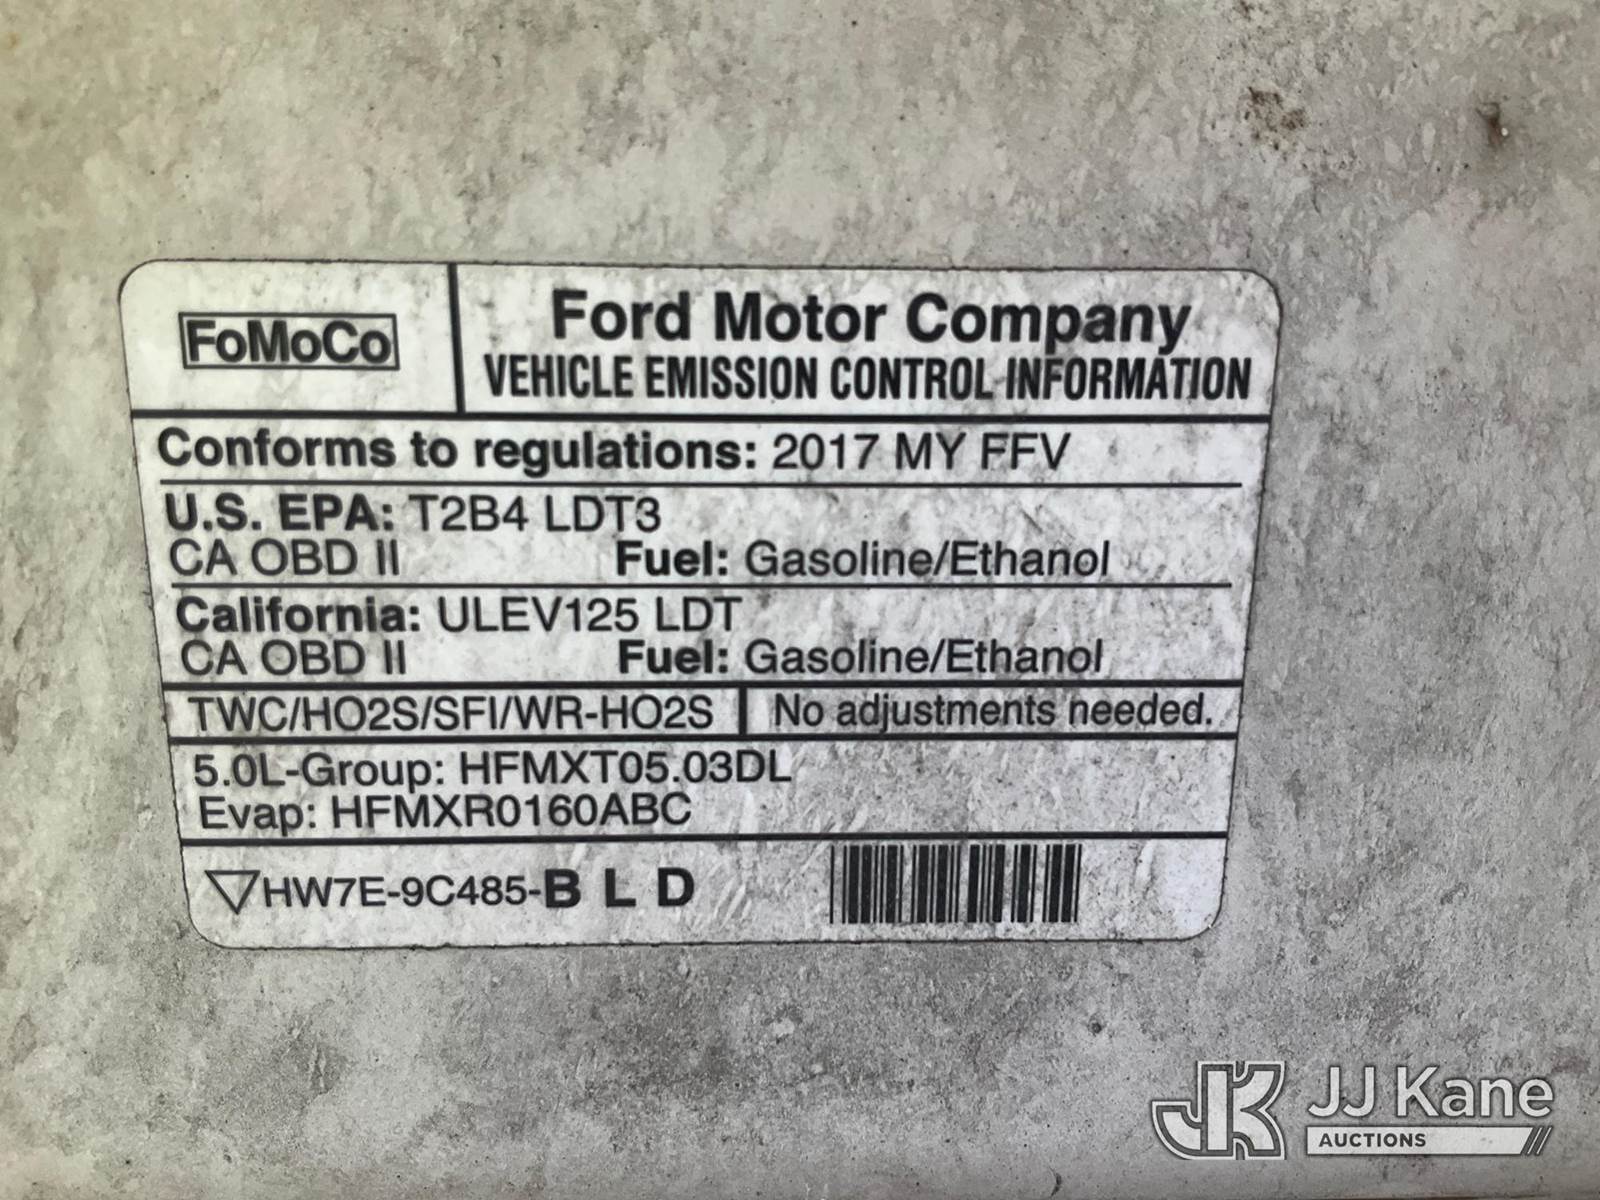 FoMoCo
Ford Motor Company
VEHICLE EMISSION CONTROL INFORMATION
Conforms to regulations: 2017 MY FFV
U.S. EPA: T2B4 LDT3
CA OBD II Fuel: Gasoline/Ethanol
California: ULEV125 LDT
CA OBD II Fuel: Gasoline/Ethanol
TWC/HO2S/SFI/WR-HO2S No adjustments needed.
5.0L-Group: HFMXT05.03DL
Evap: HFMXR0160ABC
HW7E-9C485-B L D
JK JJ Kane
AUCTIONS